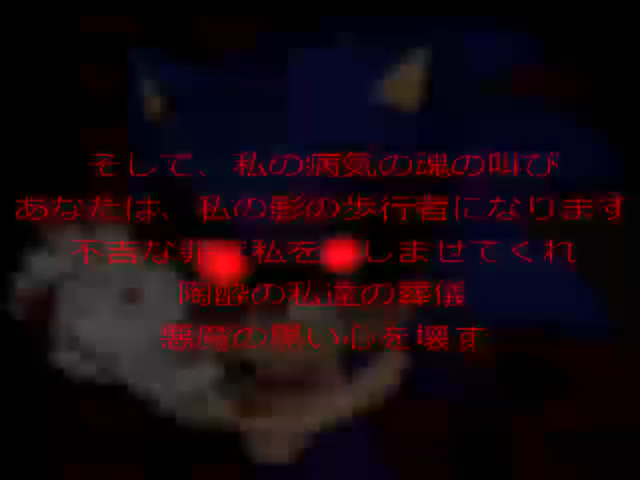 そして、私の病気の魂の叫び
あなたは、私の影の歩行者になります
不吉な 私を しませてくれ
陶酔の私達の葬儀
悪魔の黒い心を壊す